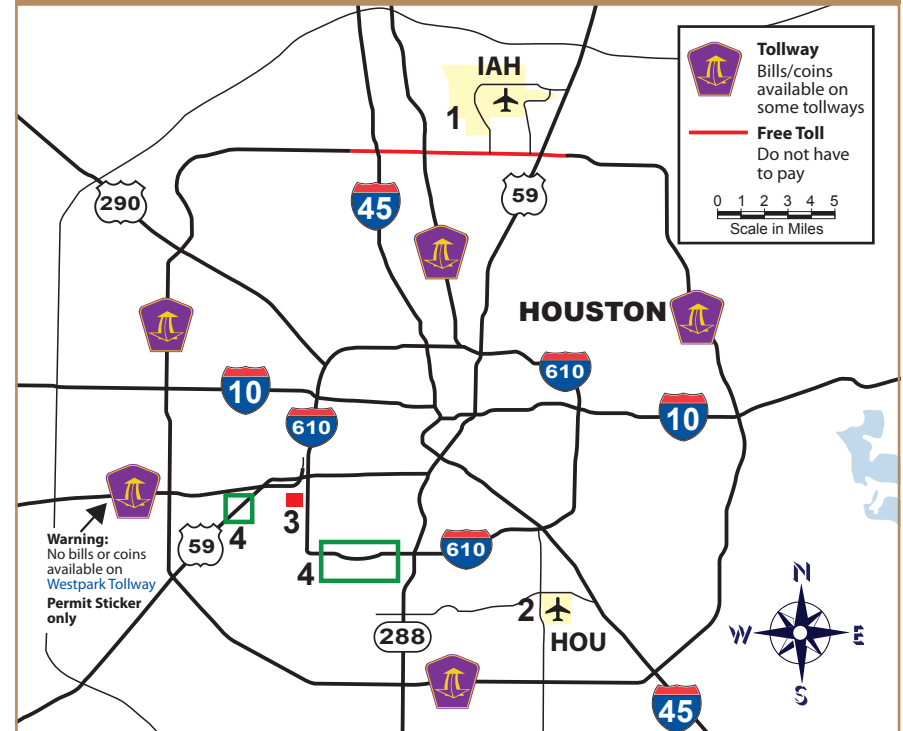 IAH
1
Tollway
Bills/coins
available on
some tollways
Free Toll
Do not have
to pay
0 1 2 3 4 5
Scale in Miles
290
45
59
HOUSTON
10
610
610
10
3
4
Warning:
No bills or coins
available on
Westpark Tollway
Permit Sticker
only
59
4
610
2
HOU
288
45
N
W
E
S